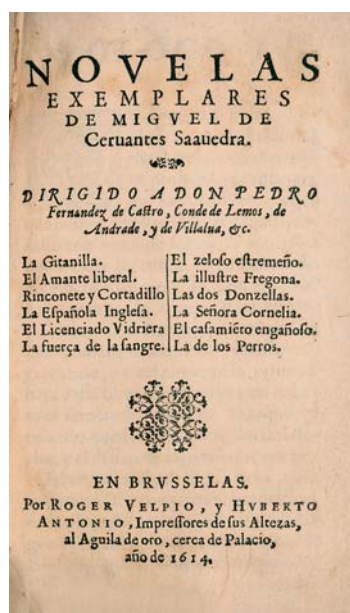 NOVELAS
EXEMPLARES
DE MIGVEL DE
Ceruantes Saauedra.
DIRIGIDO A DON PEDRO
Fernandez de Caſtro, Conde de Lemos, de
Andrade, y de Villalua, &c.
La Gitanilla.
El Amante liberal.
Rinconete y Cortadillo
La Eſpañola Ingleſa.
El Licenciado Vidriera
La fuerça de la ſangre.
El zeloſo eſtremeño.
La illuſtre Fregona.
Las dos Donzellas.
La Señora Cornelia.
El caſamiẽto engañoſo.
La de los Perros.
EN BRVSSELAS.
Por ROGER VELPIO, y HVBERTO
ANTONIO, Impreſſores de ſus Altezas,
al Aguila de oro, cerca de Palacio,
año de 1614.